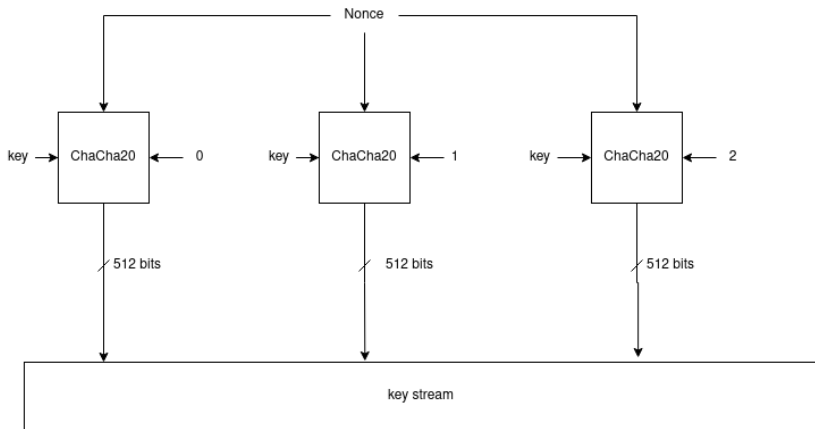 Nonce
key
ChaCha20
0
key
ChaCha20
1
key
ChaCha20
2
512 bits
512 bits
512 bits
key stream